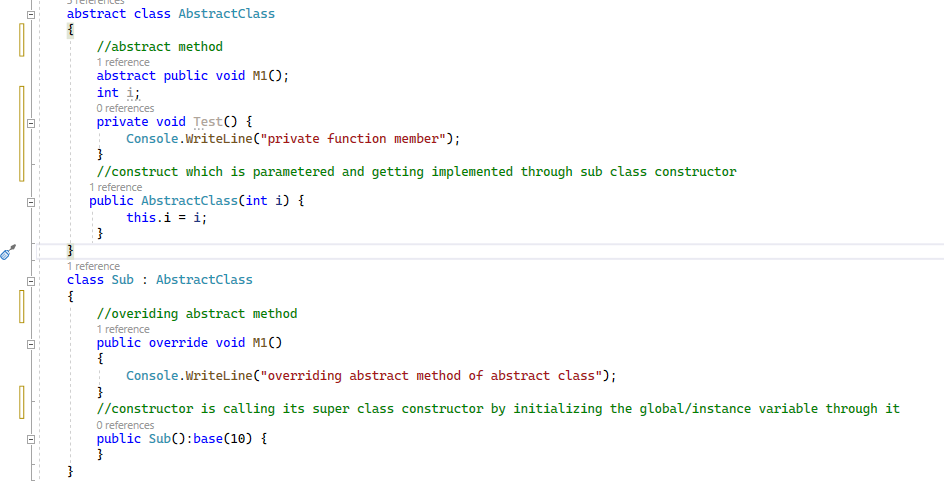 3 references
abstract class AbstractClass
{
//abstract method
1 reference
abstract public void M1();
int i;
0 references
private void Test() {
Console.WriteLine("private function member");
}
//construct which is parametered and getting implemented through sub class constructor
1 reference
public AbstractClass(int i) {
this.i = i;
}
}
1 reference
class Sub : AbstractClass
{
//overiding abstract method
1 reference
public override void M1()
{
Console.WriteLine("overriding abstract method of abstract class");
}
//constructor is calling its super class constructor by initializing the global/instance variable through it
0 references
public Sub():base(10) {
}
}